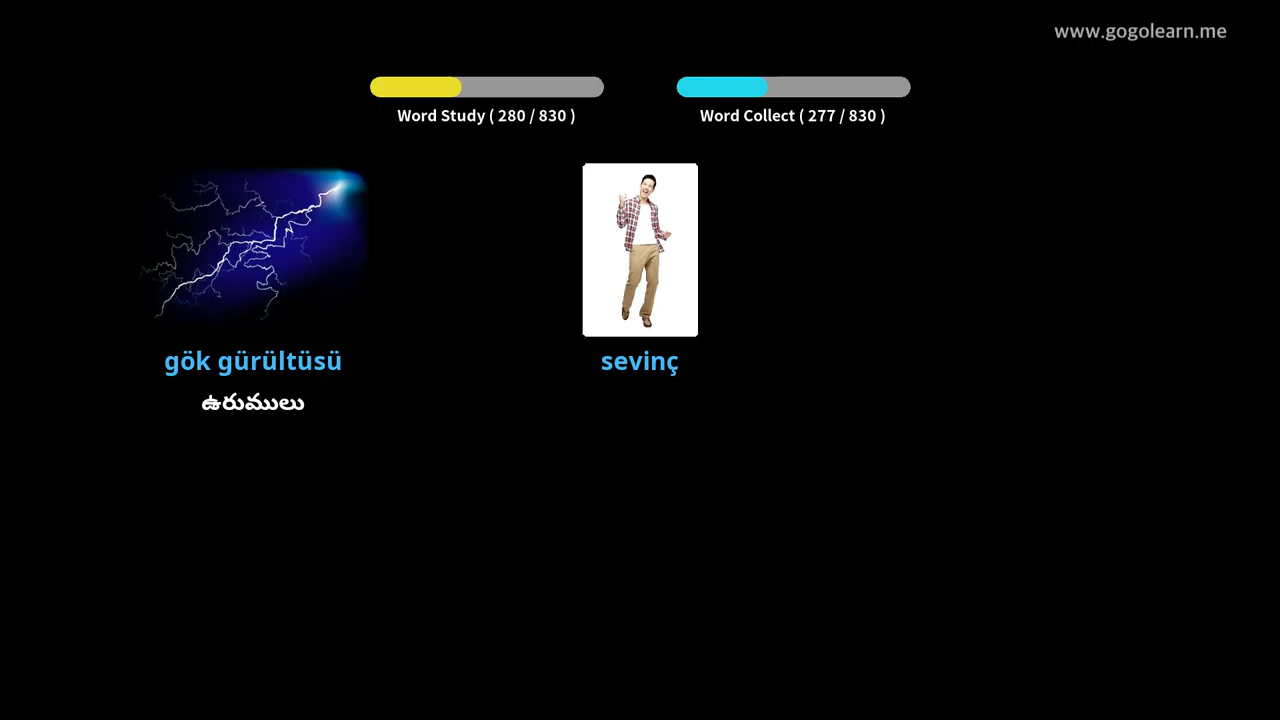 www.gogolearn.me
Word Study ( 280 / 830 )
Word Collect ( 277 / 830 )
gök gürültüsü
sevinç
ఉరుములు